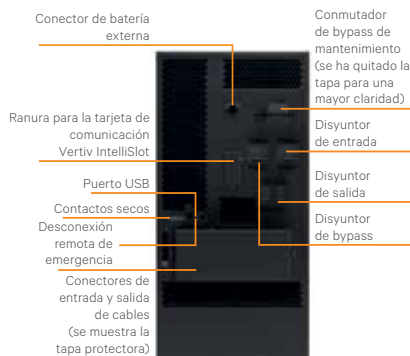 Conector de batería
externa
Ranura para la tarjeta de
comunicación
Vertiv IntelliSlot
Puerto USB
Contactos secos
Desconexión
remota de
emergencia
Conectores de
entrada y salida
de cables
(se muestra la
tapa protectora)
Conmutador
de bypass de
mantenimiento
(se ha quitado la
tapa para una
mayor claridad)
Disyuntor
de entrada
Disyuntor
de salida
Disyuntor
de bypass